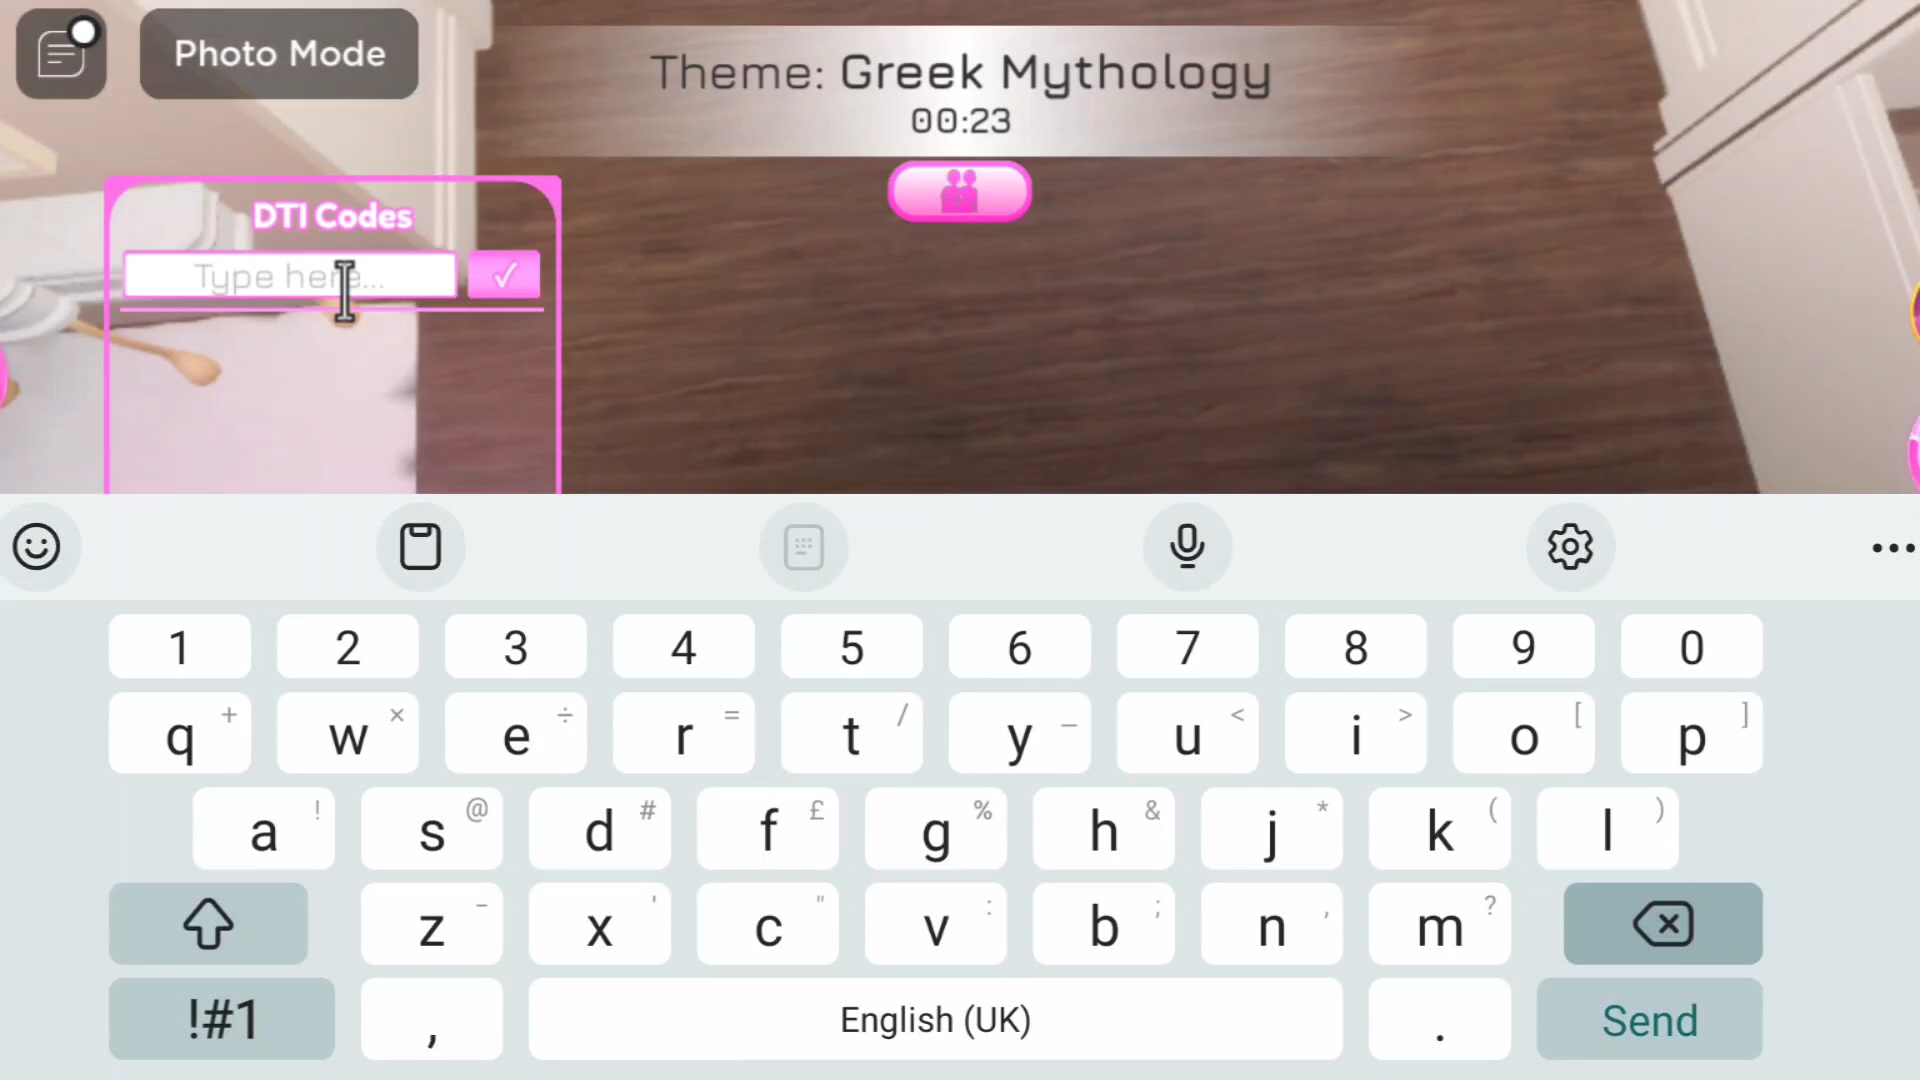 Photo Mode
Theme: Greek Mythology
00:23
DTI Codes
Type here...
1 2 3 4 5 6 7 8 9 0
q + w × e ÷ r = t / y _ u < i > o [ p ]
a ! s @ d # f £ g % h & j * k ( l )
z - x ' c " v : b ; n , m ?
!#1 , English (UK) . Send